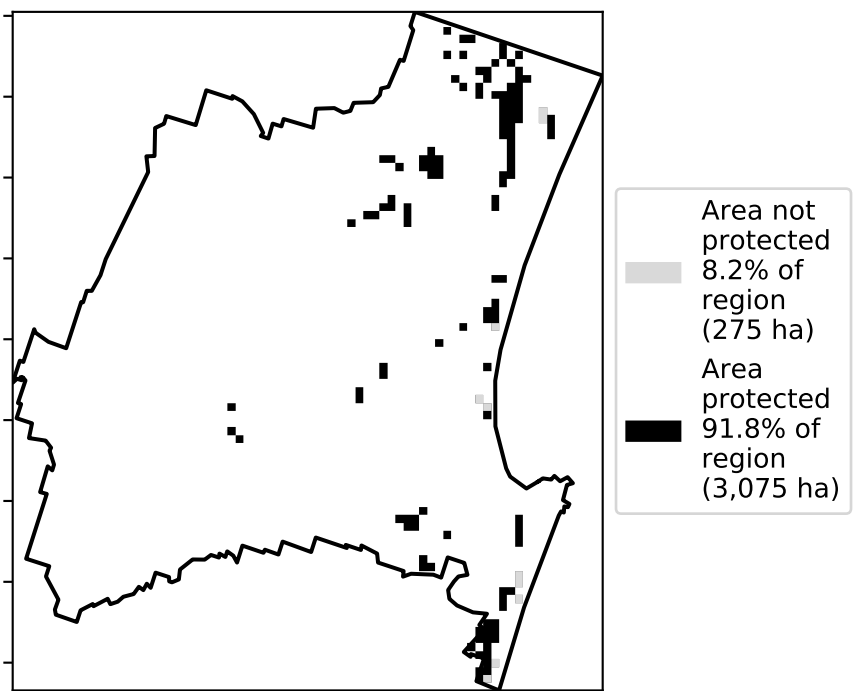 Area not
protected
8.2% of
region
(275 ha)
Area
protected
91.8% of
region
(3,075 ha)